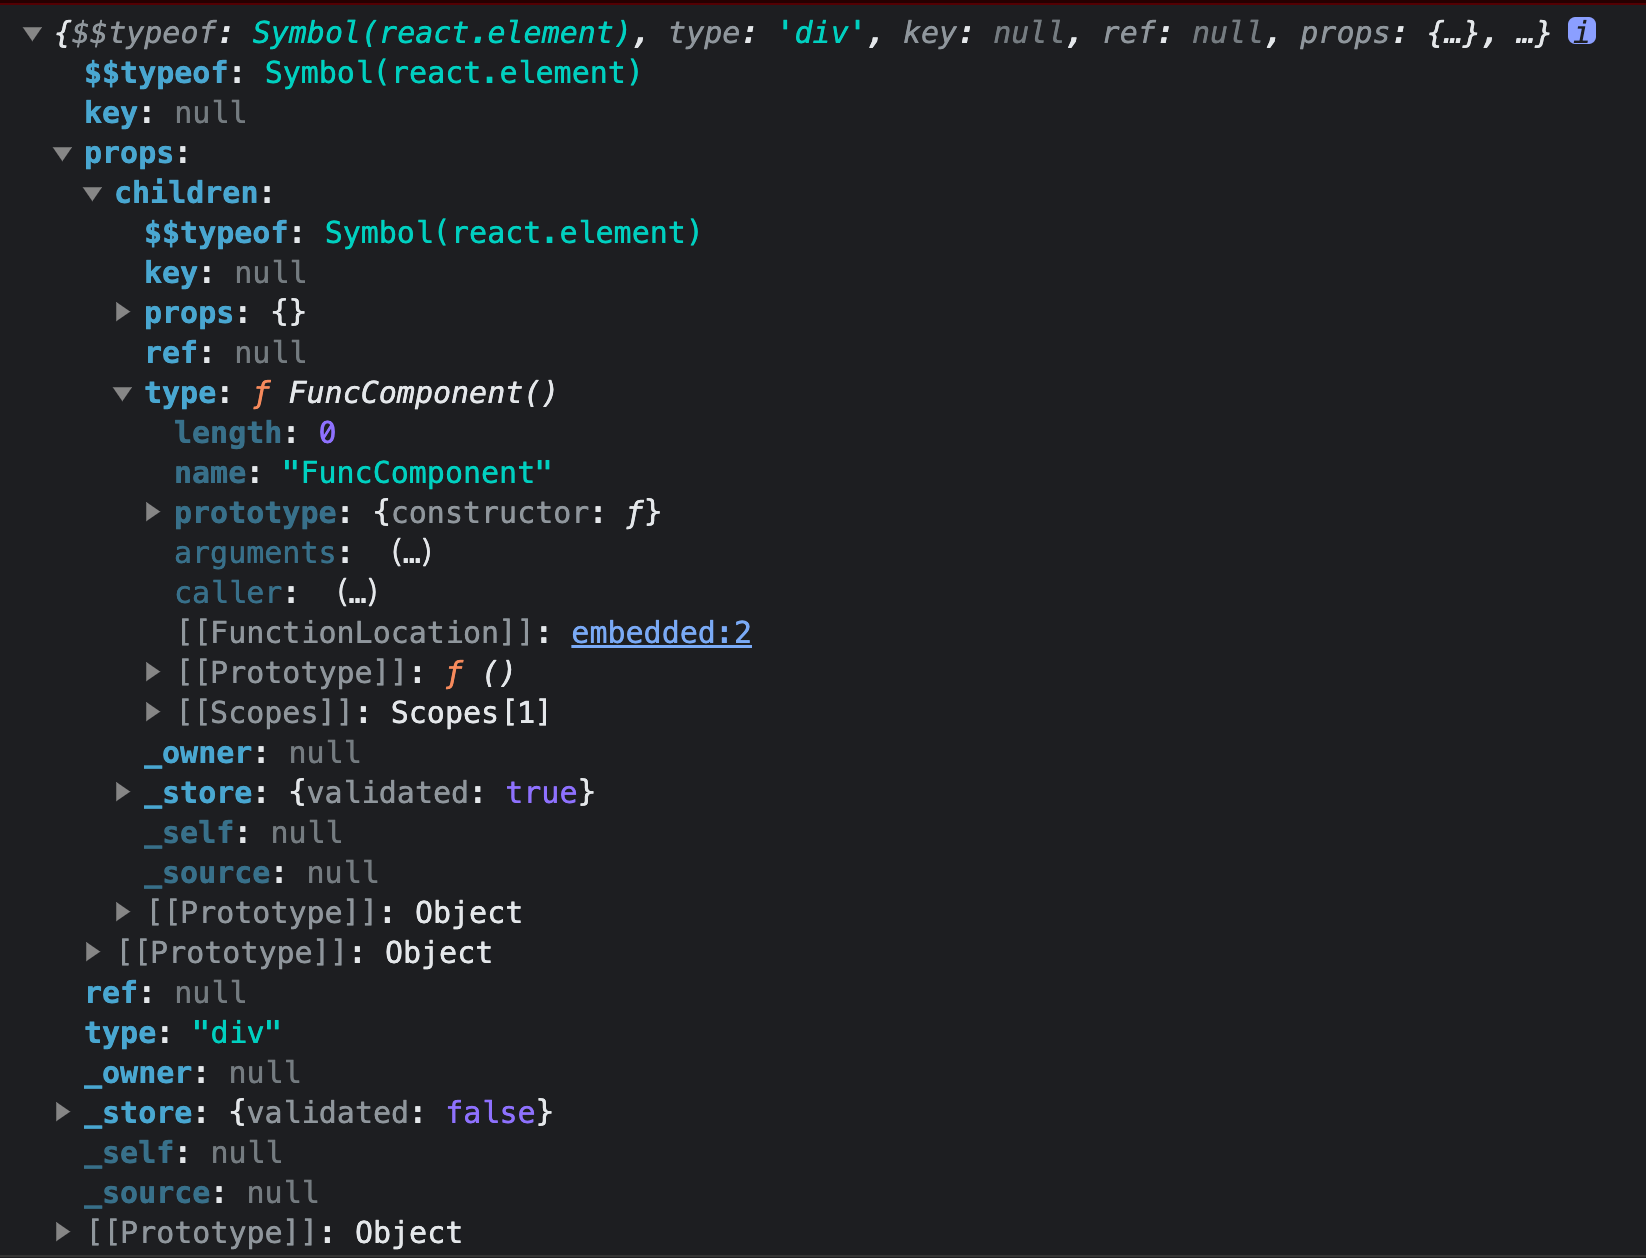 {$$typeof: Symbol(react.element), type: 'div', key: null, ref: null, props: {…}, …} i
$$typeof: Symbol(react.element)
key: null
props:
children:
$$typeof: Symbol(react.element)
key: null
props: {}
ref: null
type: ƒ FuncComponent()
length: 0
name: "FuncComponent"
prototype: {constructor: ƒ}
arguments: (…)
caller: (…)
[[FunctionLocation]]: embedded:2
[[Prototype]]: ƒ ()
[[Scopes]]: Scopes[1]
_owner: null
_store: {validated: true}
_self: null
_source: null
[[Prototype]]: Object
[[Prototype]]: Object
ref: null
type: "div"
_owner: null
_store: {validated: false}
_self: null
_source: null
[[Prototype]]: Object